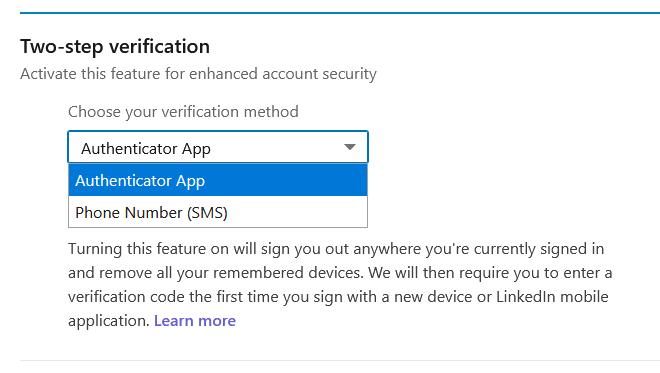 Two-step verification
Activate this feature for enhanced account security
Choose your verification method
Authenticator App
Authenticator App
Phone Number (SMS)
Turning this feature on will sign you out anywhere you're currently signed in
and remove all your remembered devices. We will then require you to enter a
verification code the first time you sign with a new device or LinkedIn mobile
application. Learn more